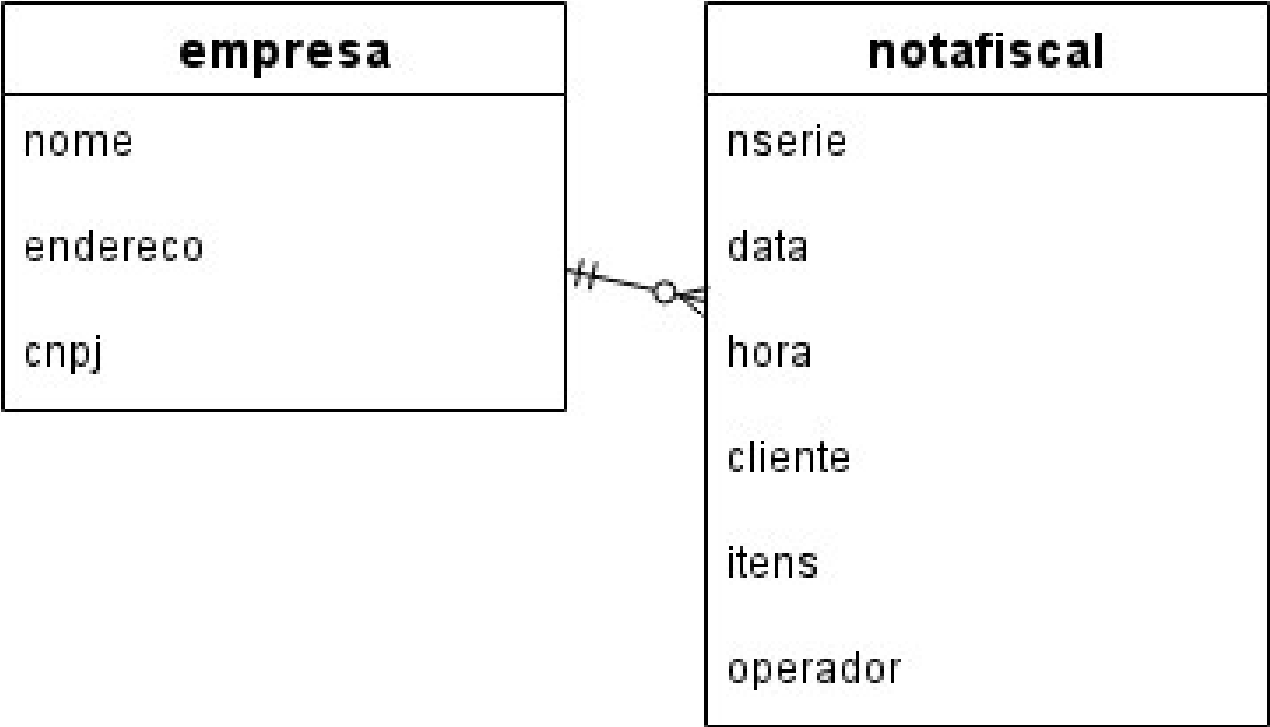 empresa
nome
endereco
cnpj
notafiscal
nserie
data
hora
cliente
itens
operador